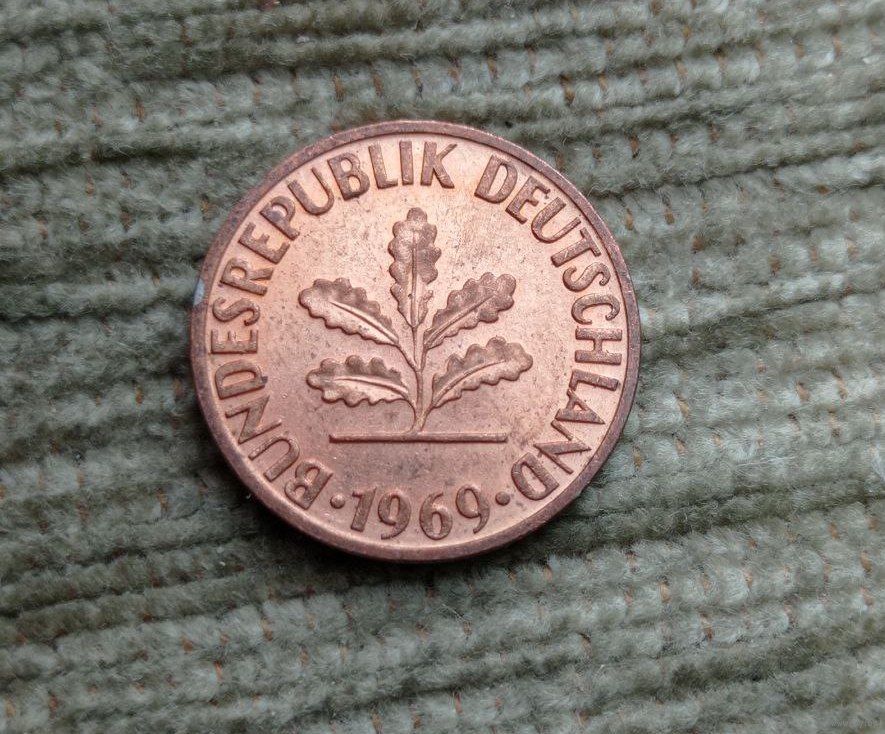 BUNDESREPUBLIK DEUTSCHLAND
·1969·